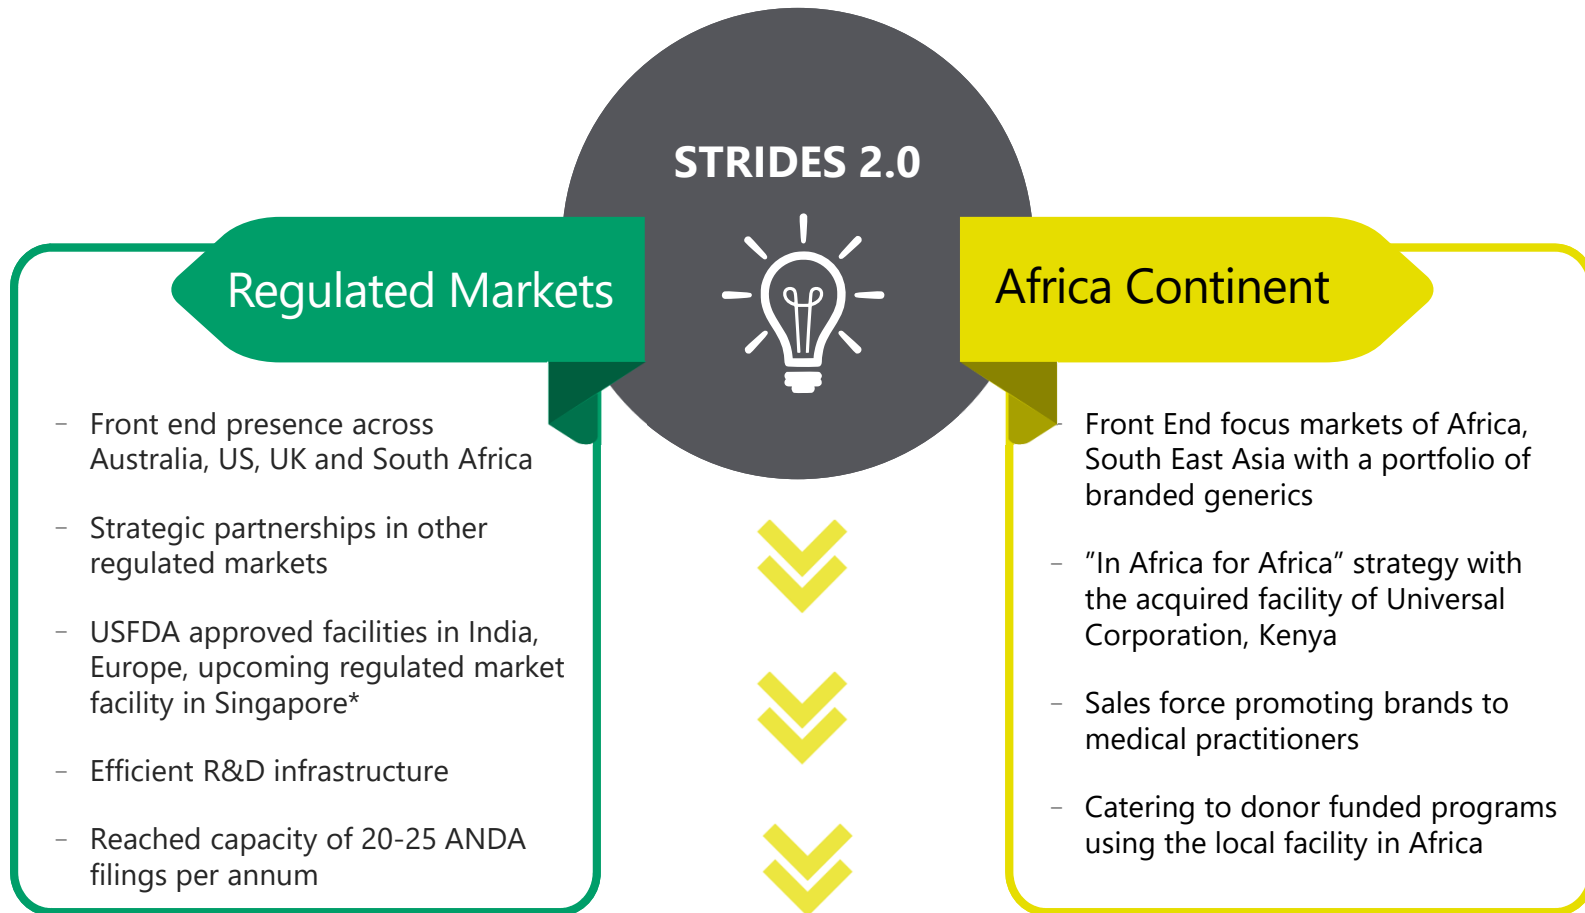 STRIDES 2.0
Regulated Markets
- Front end presence across
Australia, US, UK and South Africa
- Strategic partnerships in other
regulated markets
- USFDA approved facilities in India,
Europe, upcoming regulated market
facility in Singapore*
- Efficient R&D infrastructure
- Reached capacity of 20-25 ANDA
filings per annum
Africa Continent
- Front End focus markets of Africa,
South East Asia with a portfolio of
branded generics
- "In Africa for Africa” strategy with
the acquired facility of Universal
Corporation, Kenya
- Sales force promoting brands to
medical practitioners
- Catering to donor funded programs
using the local facility in Africa